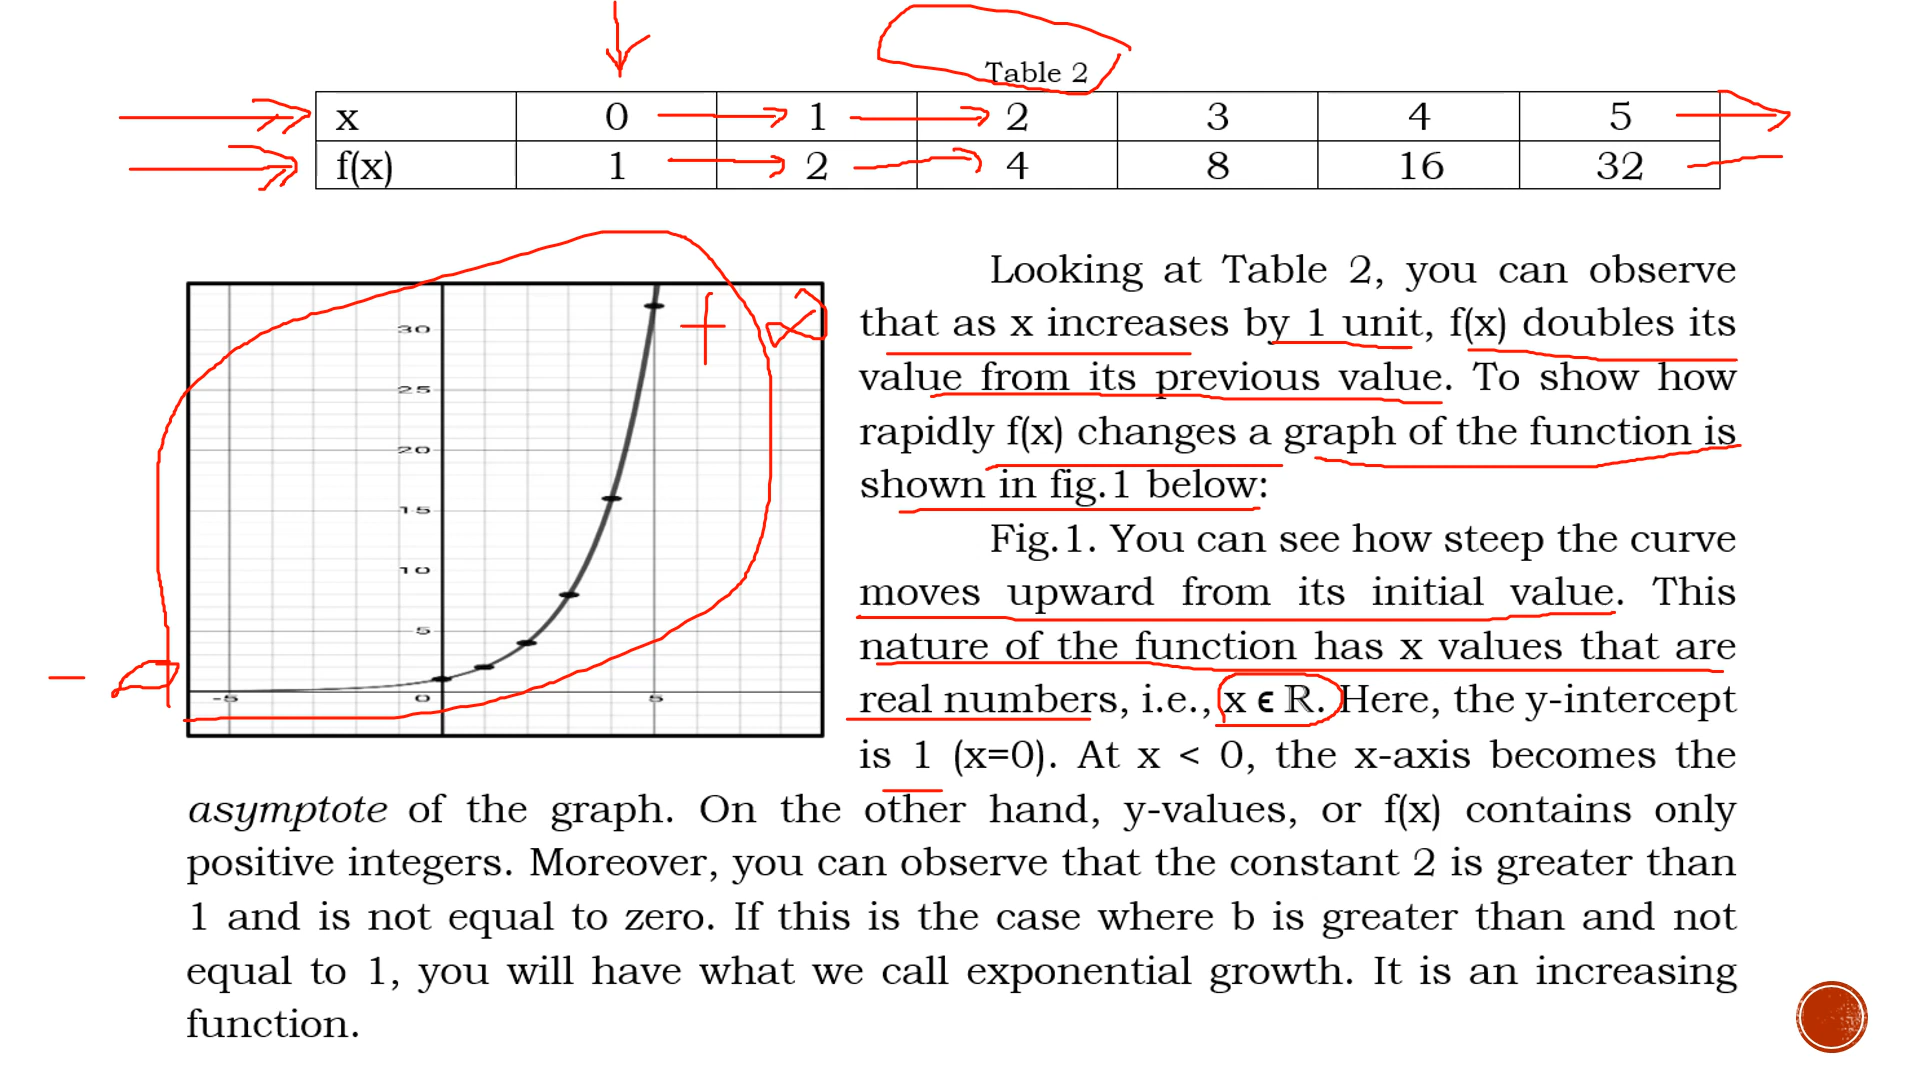 Table 2
x 0 1 2 3 4 5
f(x) 1 2 4 8 16 32
30
25
20
15
10
5
-5 0 5
+ ∞
- ∞
Looking at Table 2, you can observe
that as x increases by 1 unit, f(x) doubles its
value from its previous value. To show how
rapidly f(x) changes a graph of the function is
shown in fig.1 below:
Fig.1. You can see how steep the curve
moves upward from its initial value. This
nature of the function has x values that are
real numbers, i.e., x ϵ ℝ. Here, the y-intercept
is 1 (x=0). At x < 0, the x-axis becomes the
asymptote of the graph. On the other hand, y-values, or f(x) contains only
positive integers. Moreover, you can observe that the constant 2 is greater than
1 and is not equal to zero. If this is the case where b is greater than and not
equal to 1, you will have what we call exponential growth. It is an increasing
function.